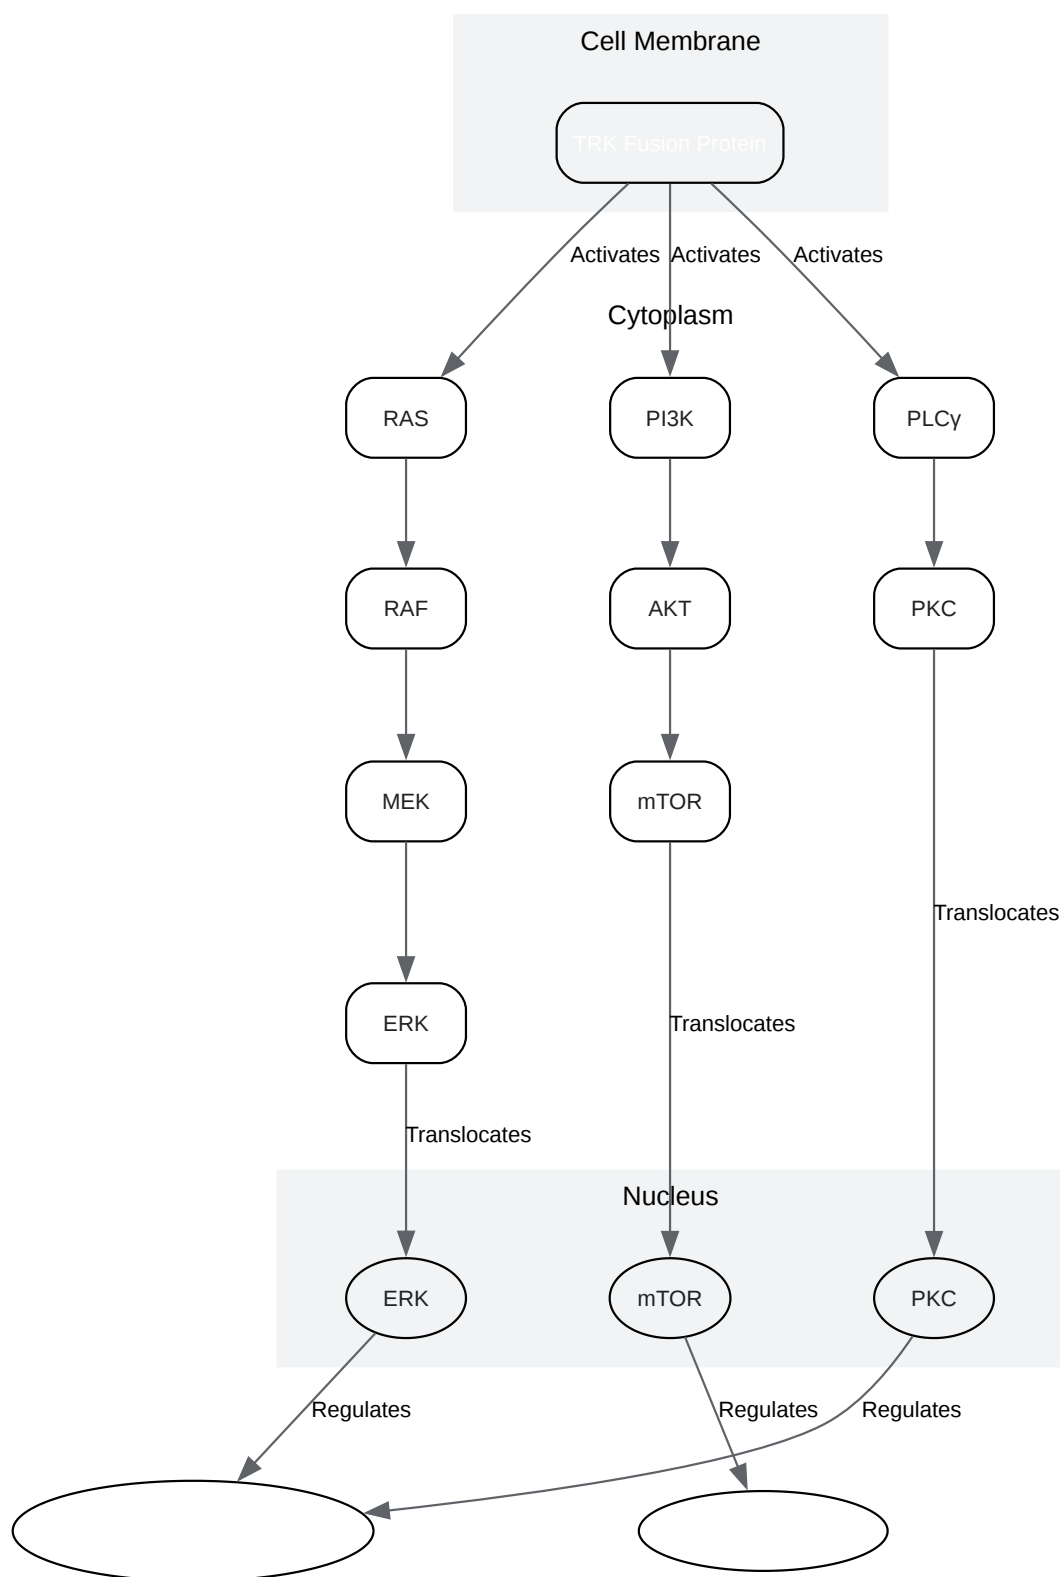 Cell Membrane
TRK Fusion Protein
Activates Activates Activates
Cytoplasm
RAS PI3K PLCγ
RAF AKT PKC
MEK mTOR
Translocates
ERK Translocates
Translocates
Nucleus
ERK mTOR PKC
Regulates Regulates Regulates